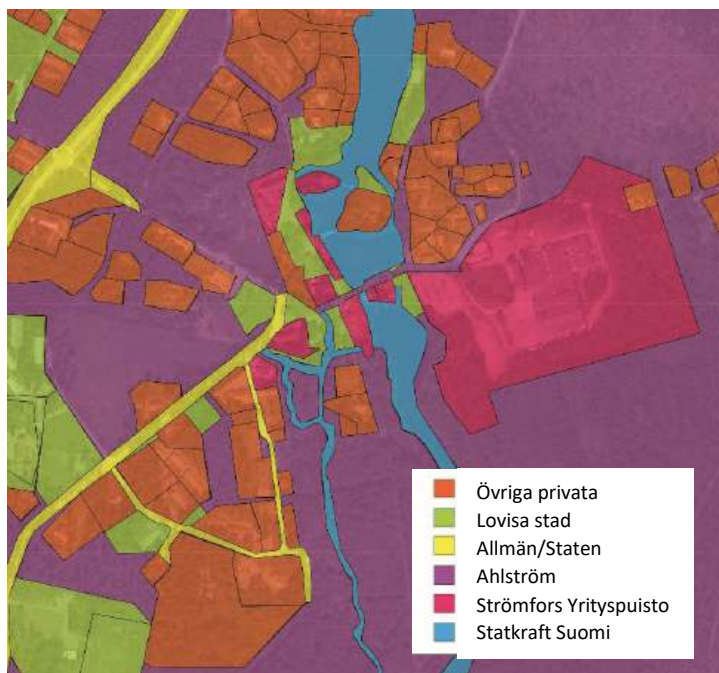 Övriga privata
Lovisa stad
Allmän/Staten
Ahlström
Strömfors Yrityspuisto
Statkraft Suomi